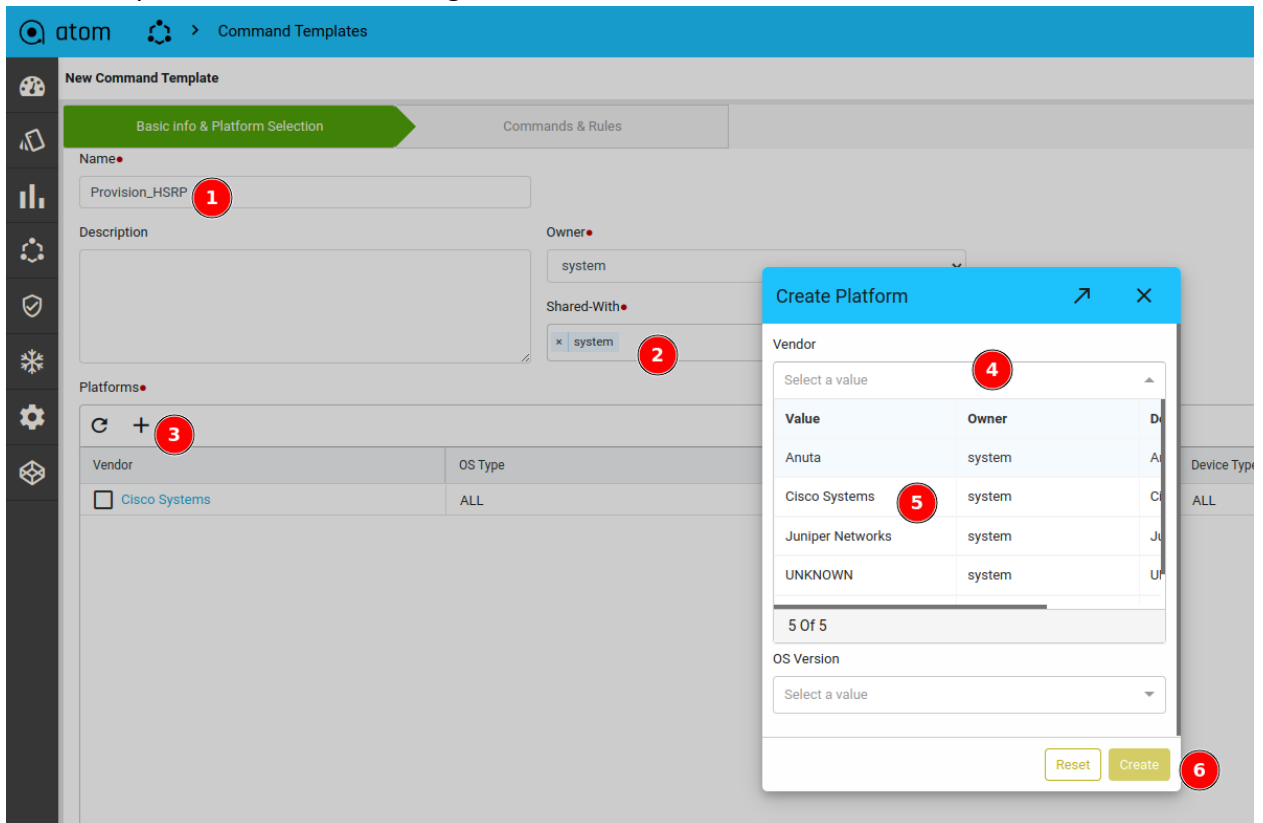 atom > Command Templates
New Command Template
Basic info & Platform Selection Commands & Rules
Name•
Provision_HSRP 1
Description
Owner•
system
Shared-With•
× system 2
Platforms•
+ 3
Vendor OS Type Device Type
Cisco Systems ALL ALL
Create Platform
Vendor
Select a value 4
Value Owner
Anuta system
Cisco Systems 5 system
Juniper Networks system
UNKNOWN system
5 Of 5
OS Version
Select a value
Reset Create 6